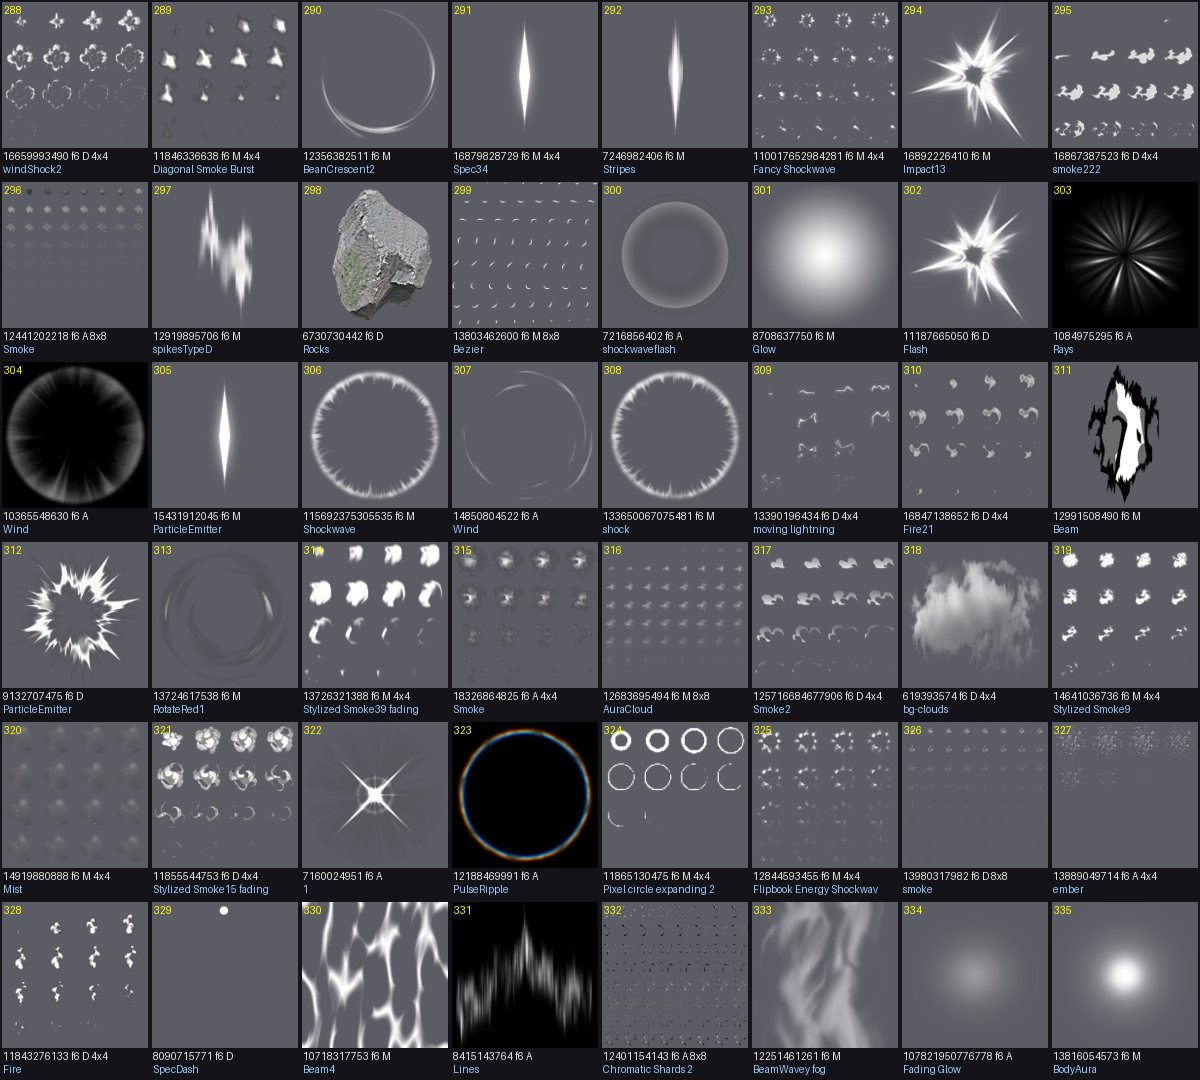 288 289 290 291 292 293 294 295
16659993490 f6 D 4x4 11846336638 f6 M 4x4 12356382511 f6 M 16879828729 f6 M 4x4 7246982406 f6 M 110017652984281 f6 M 4x4 16892226410 f6 M 16867387523 f6 D 4x4
windShock2 Diagonal Smoke Burst BeanCrescent2 Spec34 Stripes Fancy Shockwave Impact13 smoke222
296 297 298 299 300 301 302 303
12441202218 f6 A 8x8 12919895706 f6 M 6730730442 f6 D 13803462600 f6 M 8x8 7216856402 f6 A 8708637750 f6 M 11187665050 f6 D 1084975295 f6 A
Smoke spikesTypeD Rocks Bezier shockwaveflash Glow Flash Rays
304 305 306 307 308 309 310 311
10365548630 f6 A 15431912045 f6 M 115692375305535 f6 M 14850804522 f6 A 133650067075481 f6 M 13390196434 f6 D 4x4 16847138652 f6 D 4x4 12991508490 f6 M
Wind ParticleEmitter Shockwave Wind shock moving lightning Fire21 Beam
312 313 314 315 316 317 318 319
9132707475 f6 D 13724617538 f6 M 13726321388 f6 M 4x4 18326864825 f6 A 4x4 12683695494 f6 M 8x8 125716684677906 f6 D 4x4 619393574 f6 D 4x4 14641036736 f6 M 4x4
ParticleEmitter RotateRed1 Stylized Smoke39 fading Smoke AuraCloud Smoke2 bg-clouds Stylized Smoke9
320 321 322 323 324 325 326 327
14919880888 f6 M 4x4 11855544753 f6 D 4x4 7160024951 f6 A 12188469991 f6 A 11865130475 f6 M 4x4 12844593455 f6 M 4x4 13980317982 f6 D 8x8 13889049714 f6 A 4x4
Mist Stylized Smoke15 fading 1 PulseRipple Pixel circle expanding 2 Flipbook Energy Shockwav smoke ember
328 329 330 331 332 333 334 335
11843276133 f6 D 4x4 8090715771 f6 D 10718317753 f6 M 8415143764 f6 A 12401154143 f6 A 8x8 12251461261 f6 M 107821950776778 f6 A 13816054573 f6 M
Fire SpecDash Beam4 Lines Chromatic Shards 2 BeamWavey fog Fading Glow BodyAura